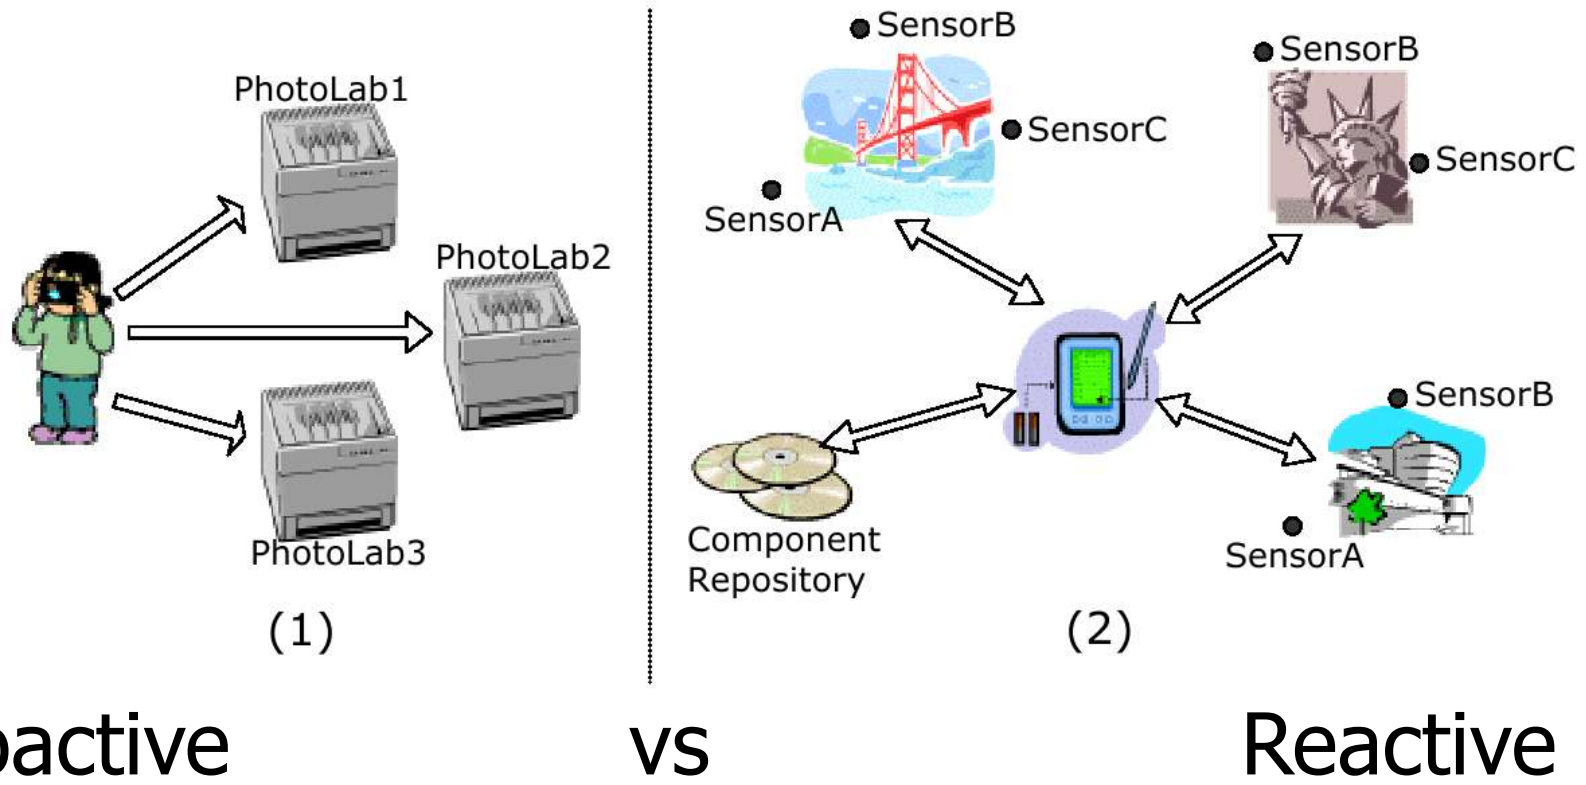 PhotoLab1
PhotoLab2
PhotoLab3
(1)
SensorB
SensorC
SensorA
SensorB
SensorC
SensorB
SensorA
Component
Repository
(2)
vs
Reactive